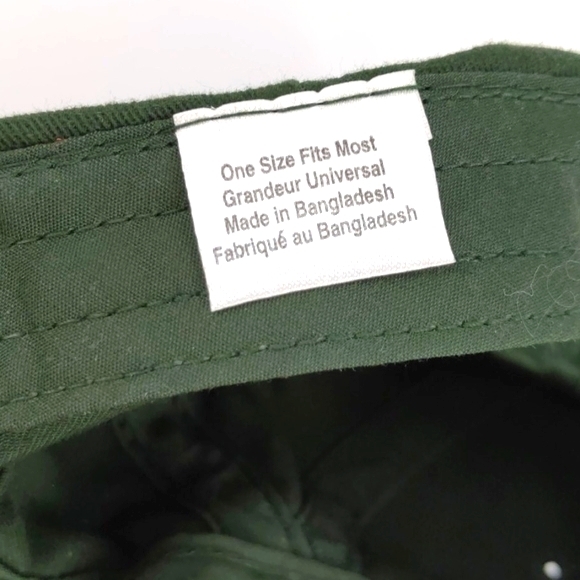 One Size Fits Most
Grandeur Universal
Made in Bangladesh
Fabriqué au Bangladesh